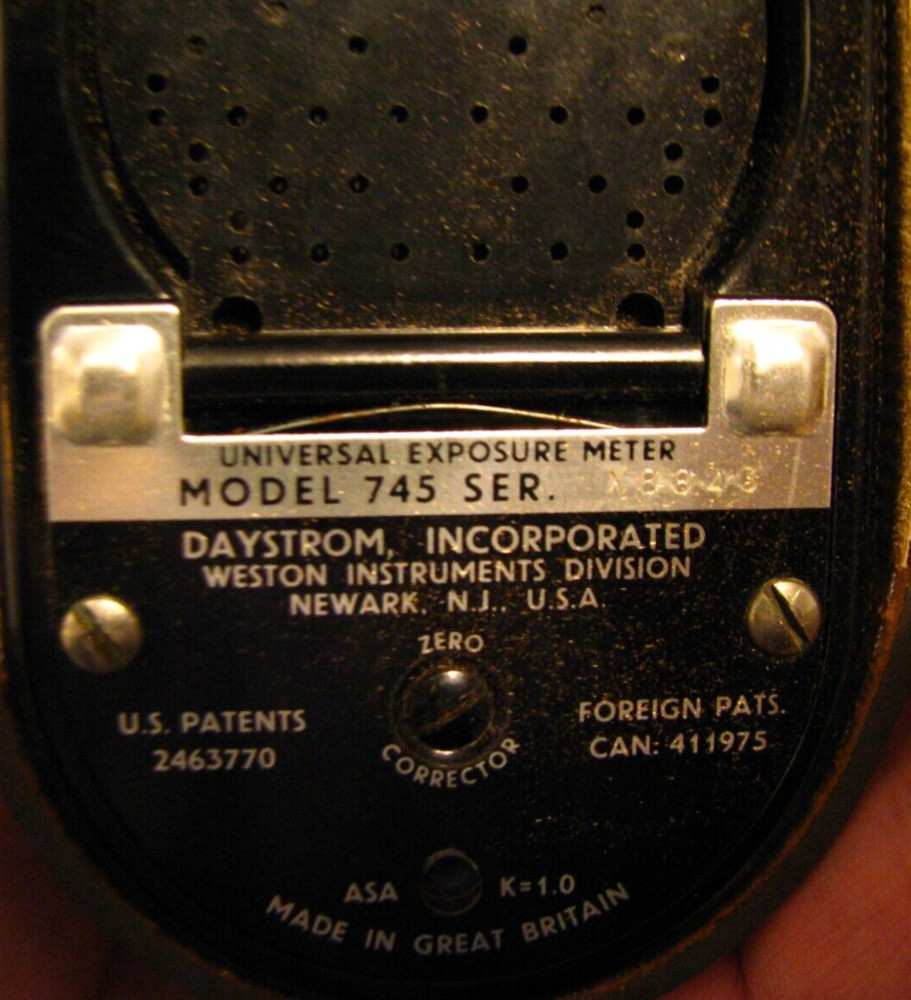 UNIVERSAL EXPOSURE METER
MODEL 745 SER.
DAYSTROM, INCORPORATED
WESTON INSTRUMENTS DIVISION
NEWARK, N.J., U.S.A.
ZERO
CORRECTOR
U.S. PATENTS
2463770
FOREIGN PATS.
CAN: 411975
ASA K=1.0
MADE IN GREAT BRITAIN